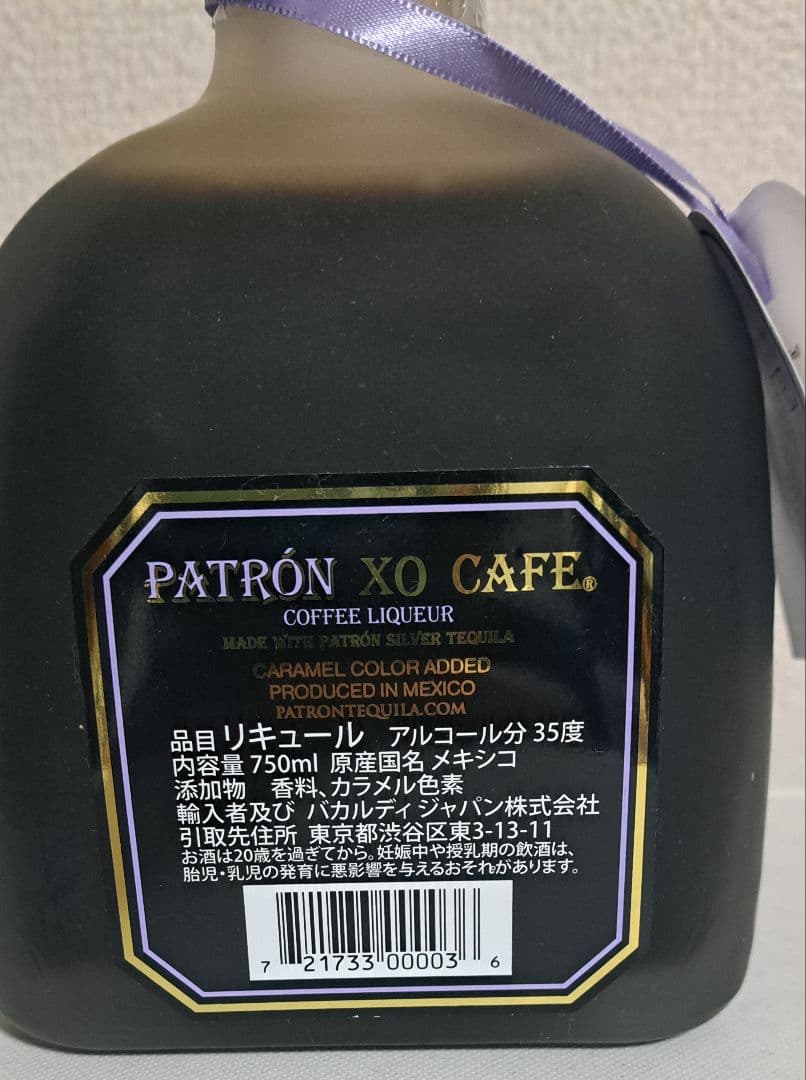 PATRÓN XO CAFE®
COFFEE LIQUEUR
MADE WITH PATRÓN SILVER TEQUILA
CARAMEL COLOR ADDED
PRODUCED IN MEXICO
PATRONTEQUILA.COM
品目 リキュール アルコール分 35度
内容量 750ml 原産国名 メキシコ
添加物 香料、カラメル色素
輸入者及び バカルディ ジャパン株式会社
引取先住所 東京都渋谷区東3-13-11
お酒は20歳を過ぎてから。妊娠中や授乳期の飲酒は、
胎児・乳児の発育に悪影響を与えるおそれがあります。
7 21733 00003 6